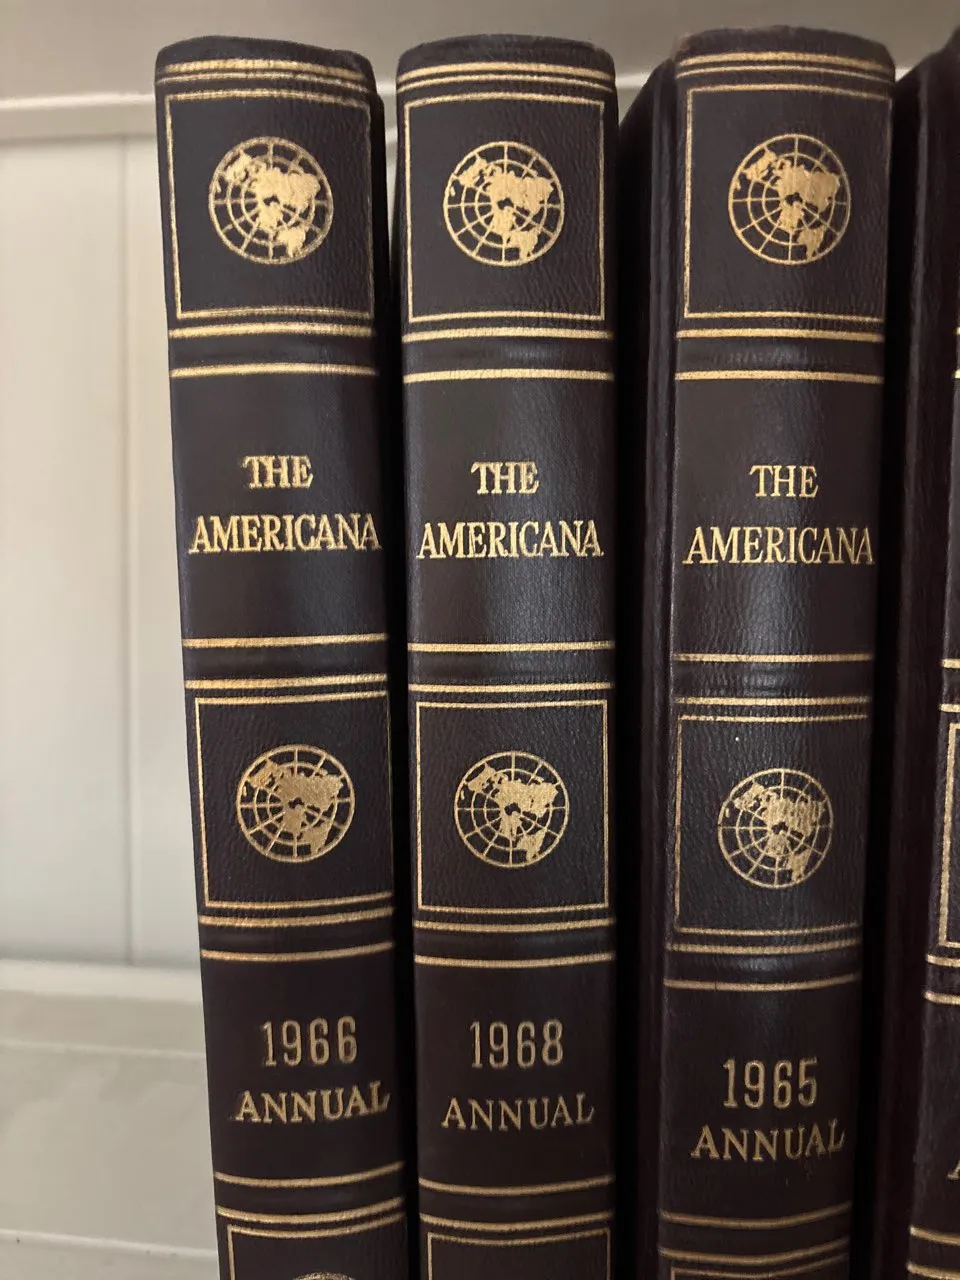 THE
AMERICANA
1966
ANNUAL
THE
AMERICANA
1968
ANNUAL
THE
AMERICANA
1965
ANNUAL